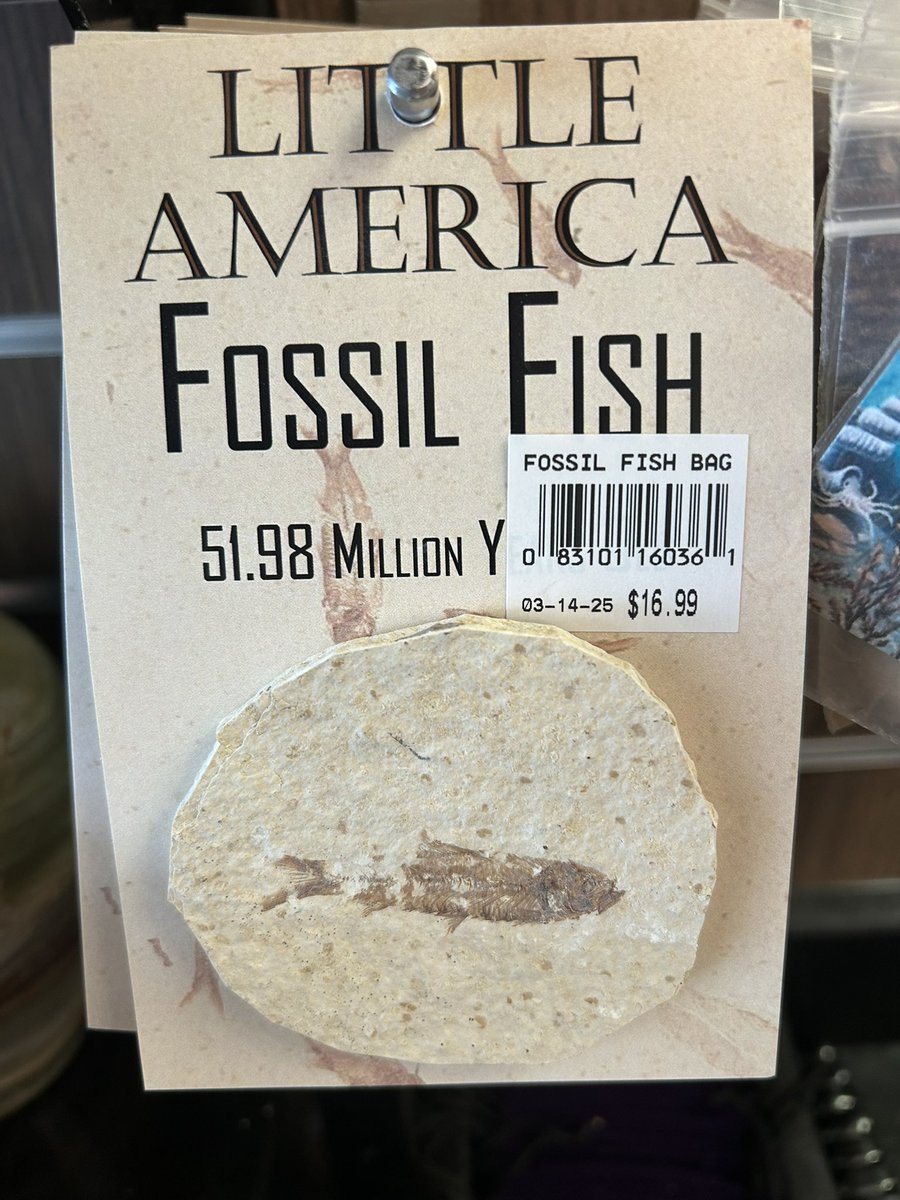 LITTLE
AMERICA
FOSSIL FISH
FOSSIL FISH BAG
0 83101 16036 1
03-14-25 $16.99
51.98 MILLION Y